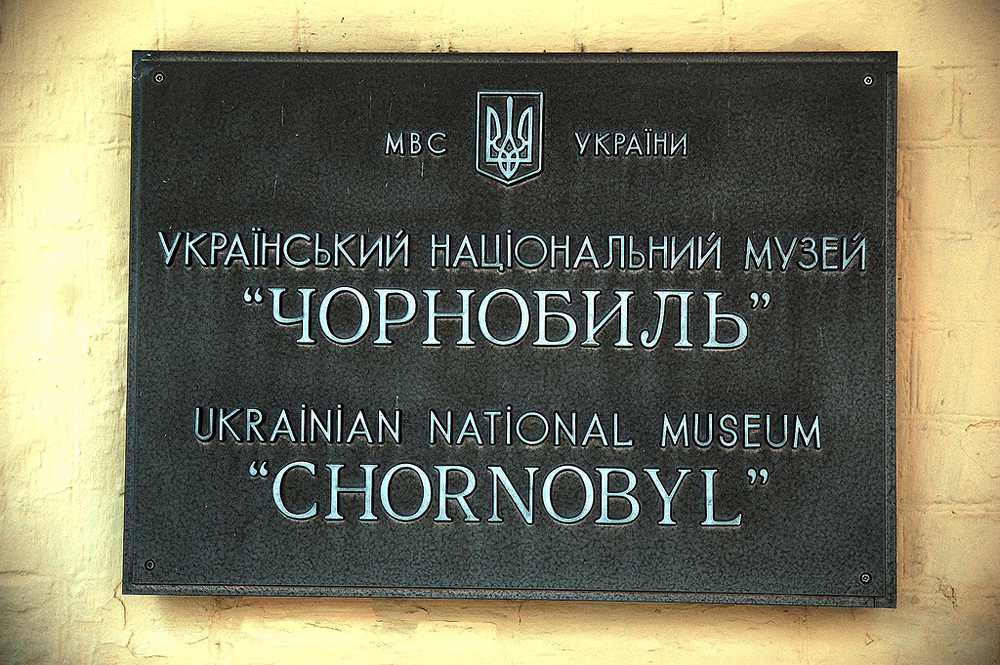 МВС УКРАЇНИ
УКРАЇНСЬКИЙ НАЦІОНАЛЬНИЙ МУЗЕЙ
“ЧОРНОБИЛЬ”
UKRAINIAN NATIONAL MUSEUM
“CHORNOBYL”